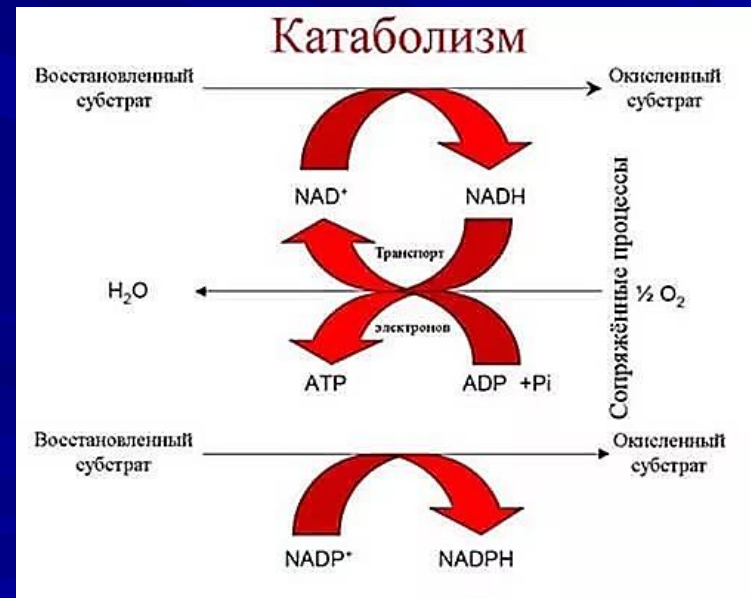 Катаболизм
Восстановленный
субстрат
Окисленный
субстрат
NAD⁺
NADH
Транспорт
H₂O
½ O₂
электронов
ATP
ADP +Pi
Сопряжённые процессы
Восстановленный
субстрат
Окисленный
субстрат
NADP⁺
NADPH